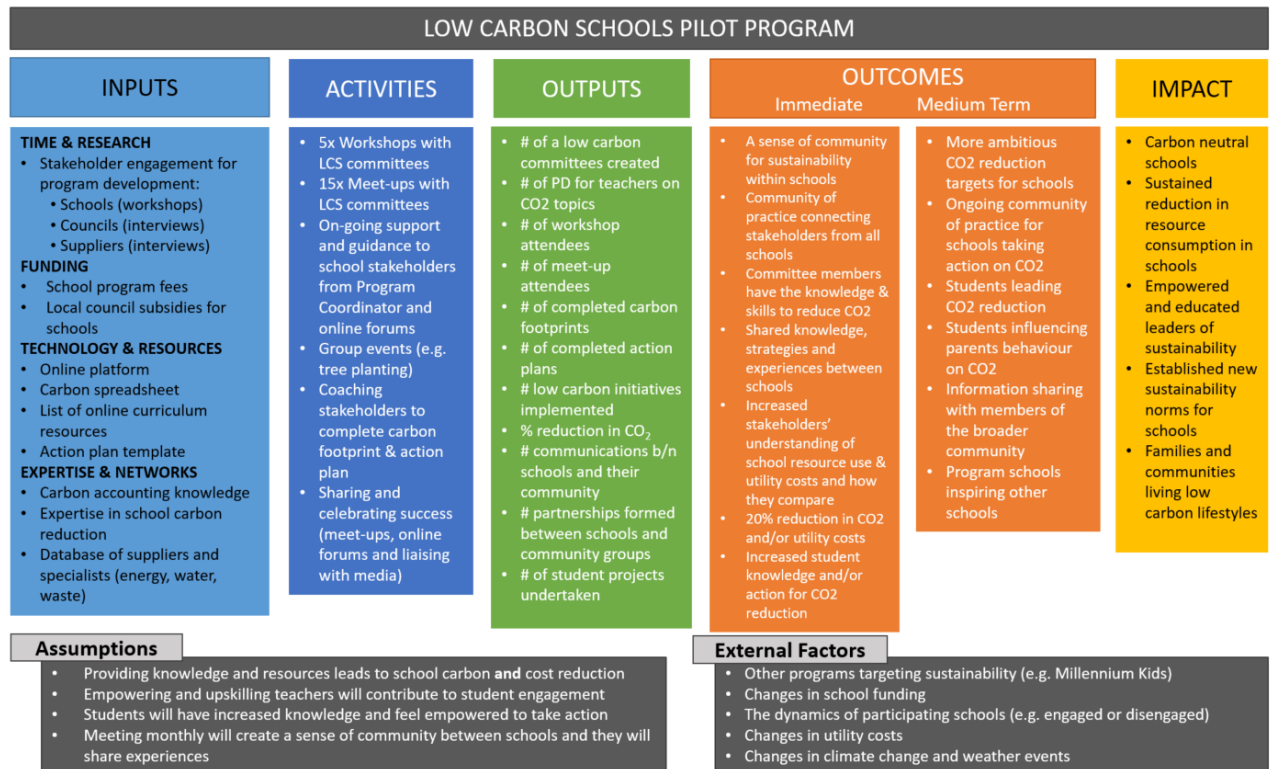 LOW CARBON SCHOOLS PILOT PROGRAM
INPUTS
TIME & RESEARCH
• Stakeholder engagement for
program development:
• Schools (workshops)
• Councils (interviews)
• Suppliers (interviews)
FUNDING
• School program fees
• Local council subsidies for
schools
TECHNOLOGY & RESOURCES
• Online platform
• Carbon spreadsheet
• List of online curriculum
resources
• Action plan template
EXPERTISE & NETWORKS
• Carbon accounting knowledge
• Expertise in school carbon
reduction
• Database of suppliers and
specialists (energy, water,
waste)
ACTIVITIES
• 5x Workshops with
LCS committees
• 15x Meet-ups with
LCS committees
• On-going support
and guidance to
school stakeholders
from Program
Coordinator and
online forums
• Group events (e.g.
tree planting)
• Coaching
stakeholders to
complete carbon
footprint & action
plan
• Sharing and
celebrating success
(meet-ups, online
forums and liaising
with media)
OUTPUTS
• # of a low carbon
committees created
• # of PD for teachers on
CO2 topics
• # of workshop
attendees
• # of meet-up
attendees
• # of completed carbon
footprints
• # of completed action
plans
• # low carbon initiatives
implemented
• % reduction in CO₂
• # communications b/n
schools and their
community
• # partnerships formed
between schools and
community groups
• # of student projects
undertaken
OUTCOMES
Immediate
• A sense of community
for sustainability
within schools
• Community of
practice connecting
stakeholders from all
schools
• Committee members
have the knowledge &
skills to reduce CO2
• Shared knowledge,
strategies and
experiences between
schools
• Increased
stakeholders’
understanding of
school resource use &
utility costs and how
they compare
• 20% reduction in CO2
and/or utility costs
• Increased student
knowledge and/or
action for CO2
reduction
Medium Term
• More ambitious
CO2 reduction
targets for schools
• Ongoing community
of practice for
schools taking
action on CO2
• Students leading
CO2 reduction
• Students influencing
parents behaviour
on CO2
• Information sharing
with members of
the broader
community
• Program schools
inspiring other
schools
IMPACT
• Carbon neutral
schools
• Sustained
reduction in
resource
consumption in
schools
• Empowered
and educated
leaders of
sustainability
• Established new
sustainability
norms for
schools
• Families and
communities
living low
carbon lifestyles
Assumptions
• Providing knowledge and resources leads to school carbon and cost reduction
• Empowering and upskilling teachers will contribute to student engagement
• Students will have increased knowledge and feel empowered to take action
• Meeting monthly will create a sense of community between schools and they will
share experiences
External Factors
• Other programs targeting sustainability (e.g. Millennium Kids)
• Changes in school funding
• The dynamics of participating schools (e.g. engaged or disengaged)
• Changes in utility costs
• Changes in climate change and weather events